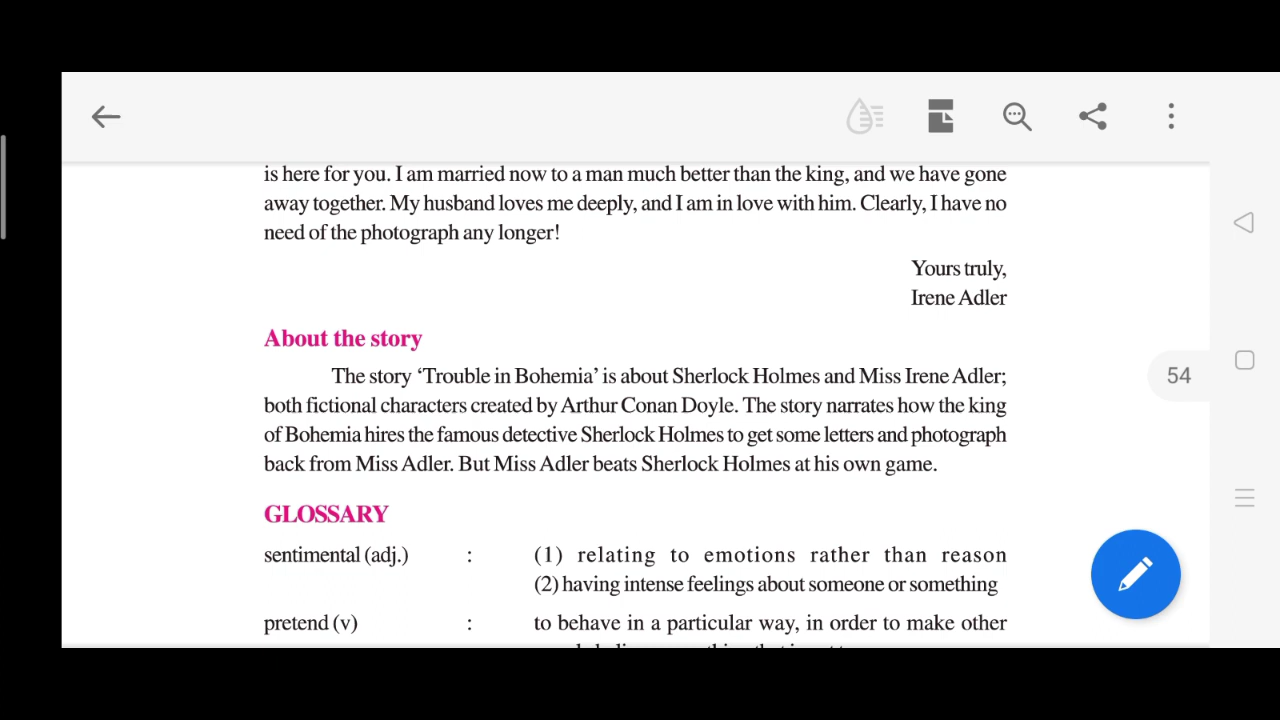 is here for you. I am married now to a man much better than the king, and we have gone
away together. My husband loves me deeply, and I am in love with him. Clearly, I have no
need of the photograph any longer!
Yours truly,
Irene Adler
About the story
The story ‘Trouble in Bohemia’ is about Sherlock Holmes and Miss Irene Adler;
both fictional characters created by Arthur Conan Doyle. The story narrates how the king
of Bohemia hires the famous detective Sherlock Holmes to get some letters and photograph
back from Miss Adler. But Miss Adler beats Sherlock Holmes at his own game.
54
GLOSSARY
sentimental (adj.) : (1) relating to emotions rather than reason
(2) having intense feelings about someone or something
pretend (v) : to behave in a particular way, in order to make other